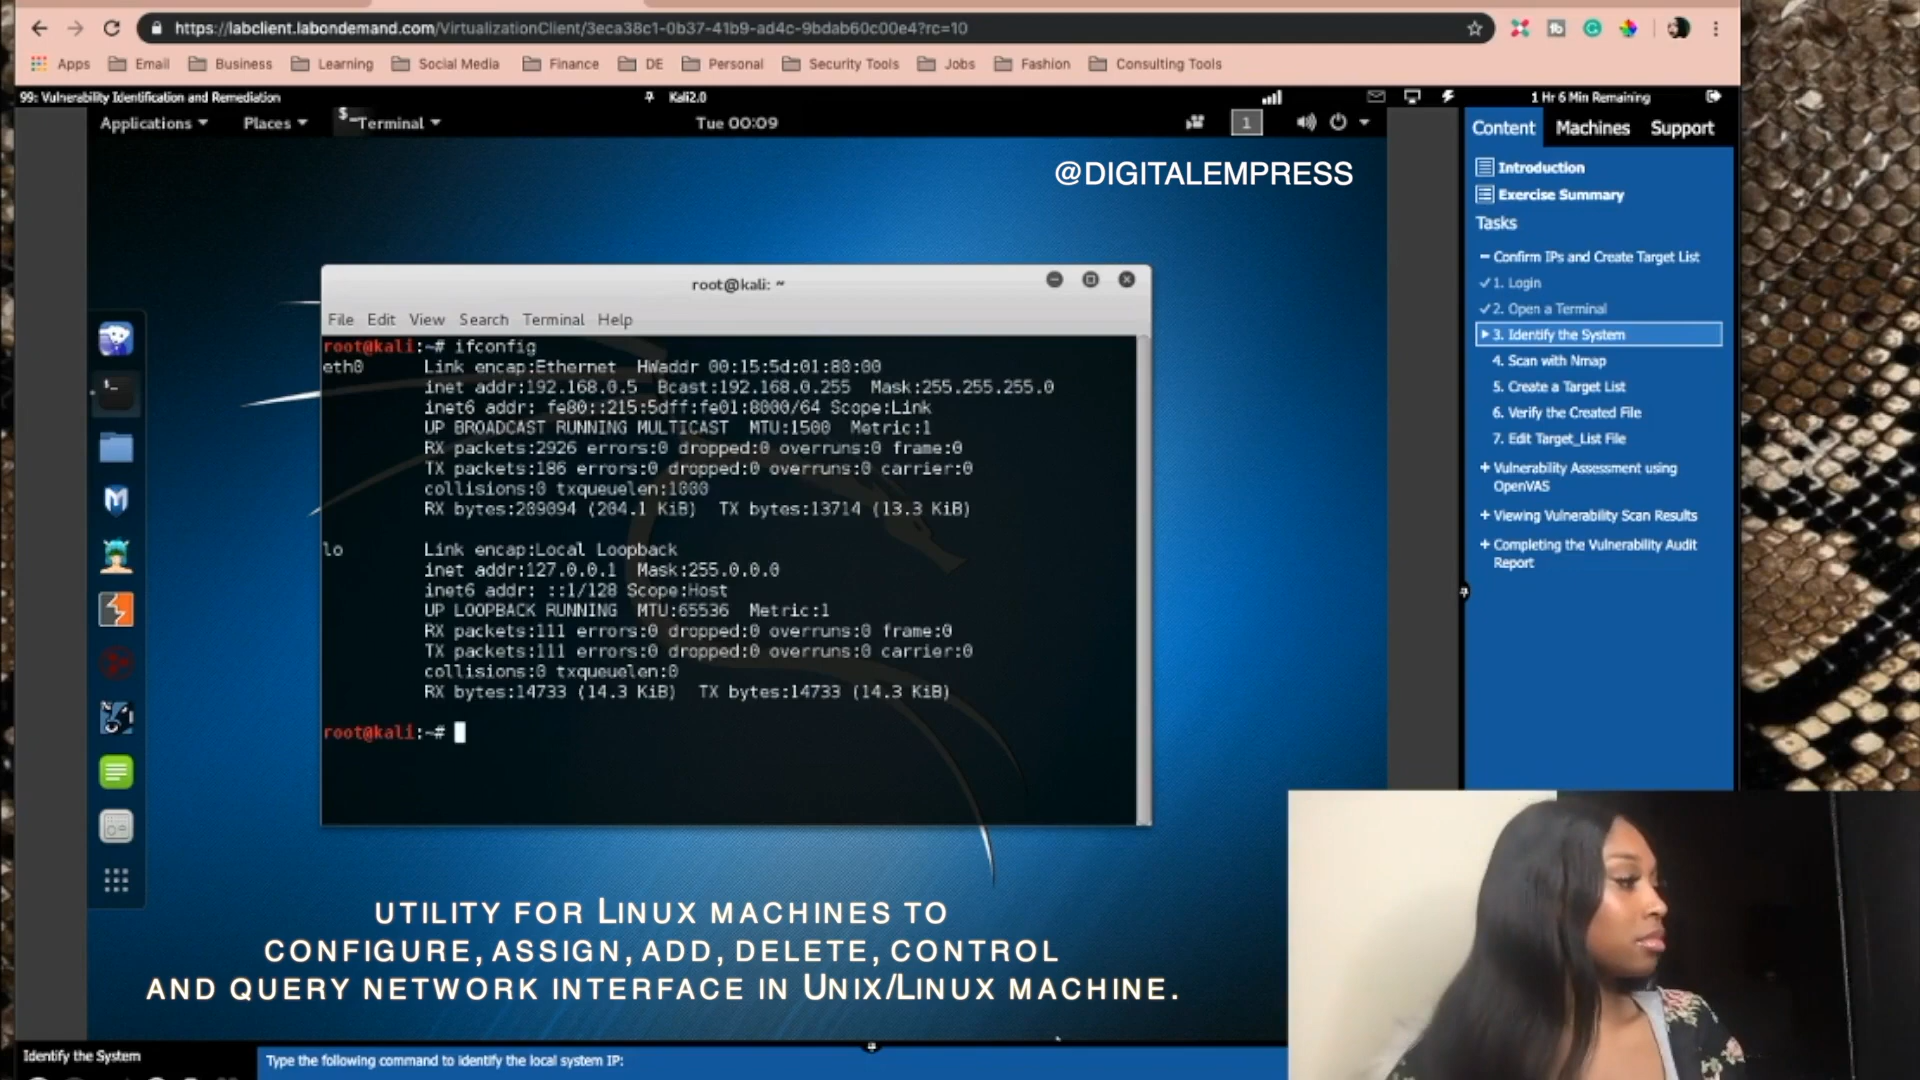 https://labclient.labondemand.com/VirtualizationClient/3eca38c1-0b37-41b9-ad4c-9bdab60c00e4?rc=10
Apps Email Business Learning Social Media Finance DE Personal Security Tools Jobs Fashion Consulting Tools
99: Vulnerability Identification and Remediation
Kali2.0
1 Hr 6 Min Remaining
Applications Places Terminal
Tue 00:09
1
@DIGITALEMPRESS
root@kali: ~
File Edit View Search Terminal Help
root@kali:~# ifconfig
eth0 Link encap:Ethernet HWaddr 00:15:5d:01:80:00
inet addr:192.168.0.5 Bcast:192.168.0.255 Mask:255.255.255.0
inet6 addr: fe80::215:5dff:fe01:8000/64 Scope:Link
UP BROADCAST RUNNING MULTICAST MTU:1500 Metric:1
RX packets:2926 errors:0 dropped:0 overruns:0 frame:0
TX packets:186 errors:0 dropped:0 overruns:0 carrier:0
collisions:0 txqueuelen:1000
RX bytes:209094 (204.1 KiB) TX bytes:13714 (13.3 KiB)
lo Link encap:Local Loopback
inet addr:127.0.0.1 Mask:255.0.0.0
inet6 addr: ::1/128 Scope:Host
UP LOOPBACK RUNNING MTU:65536 Metric:1
RX packets:111 errors:0 dropped:0 overruns:0 frame:0
TX packets:111 errors:0 dropped:0 overruns:0 carrier:0
collisions:0 txqueuelen:0
RX bytes:14733 (14.3 KiB) TX bytes:14733 (14.3 KiB)
root@kali:~#
Content Machines Support
Introduction
Exercise Summary
Tasks
Confirm IPs and Create Target List
1. Login
2. Open a Terminal
3. Identify the System
4. Scan with Nmap
5. Create a Target List
6. Verify the Created File
7. Edit Target_List File
+ Vulnerability Assessment using
OpenVAS
+ Viewing Vulnerability Scan Results
+ Completing the Vulnerability Audit
Report
UTILITY FOR LINUX MACHINES TO
CONFIGURE, ASSIGN, ADD, DELETE, CONTROL
AND QUERY NETWORK INTERFACE IN UNIX/LINUX MACHINE.
Identify the System
Type the following command to identify the local system IP: